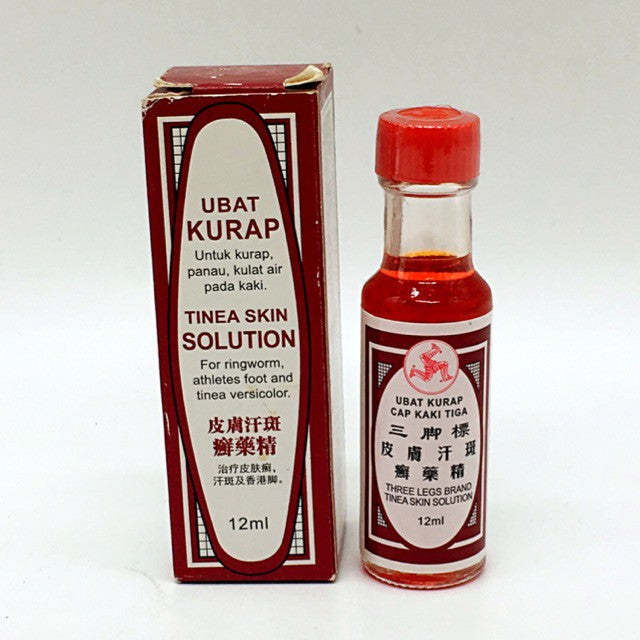 UBAT
KURAP
Untuk kurap,
panau, kulat air
pada kaki.
TINEA SKIN
SOLUTION
For ringworm,
athletes foot and
tinea versicolor.
皮膚汗斑
癬藥精
治疗皮肤癣,
汗斑及香港脚。
12ml
UBAT KURAP
CAP KAKI TIGA
三脚標
皮膚汗斑
癬藥精
THREE LEGS BRAND
TINEA SKIN SOLUTION
12ml